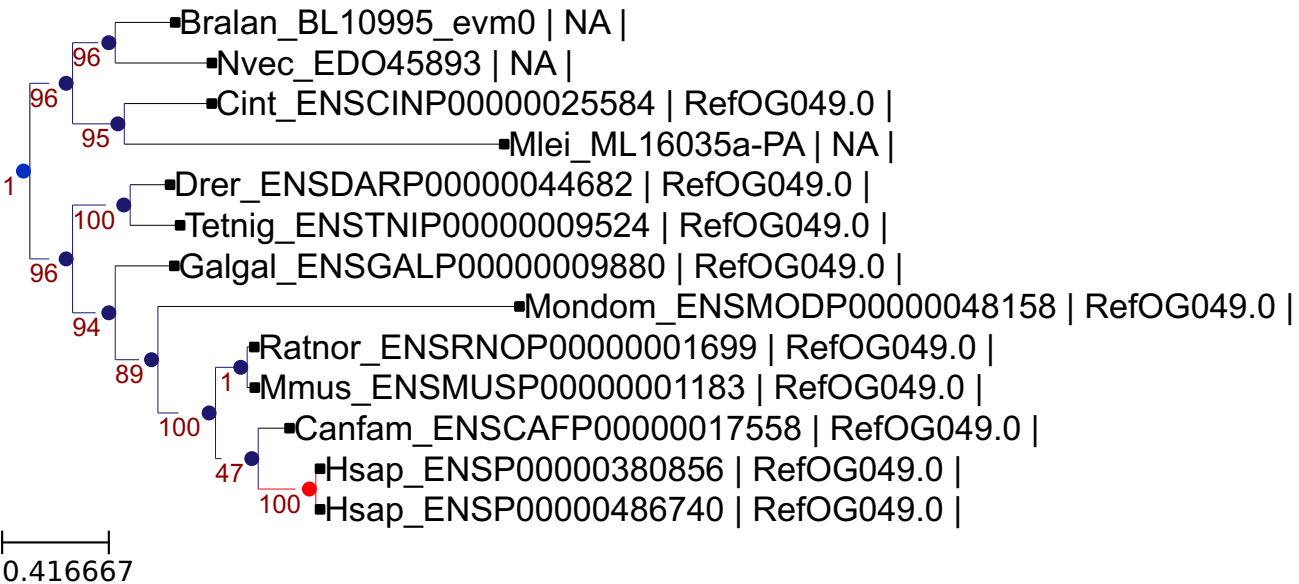 Bralan_BL10995_evm0 | NA |
96
Nvec_EDO45893 | NA |
96
Cint_ENSCINP00000025584 | RefOG049.0 |
95
Mlei_ML16035a-PA | NA |
1
Drer_ENSDARP00000044682 | RefOG049.0 |
100
Tetnig_ENSTNIP00000009524 | RefOG049.0 |
96
Galgal_ENSGALP00000009880 | RefOG049.0 |
Mondom_ENSMODP00000048158 | RefOG049.0 |
94
Ratnor_ENSRNOP00000001699 | RefOG049.0 |
89
1
Mmus_ENSMUSP00000001183 | RefOG049.0 |
100
Canfam_ENSCAFP00000017558 | RefOG049.0 |
47
Hsap_ENSP00000380856 | RefOG049.0 |
100
Hsap_ENSP00000486740 | RefOG049.0 |
0.416667